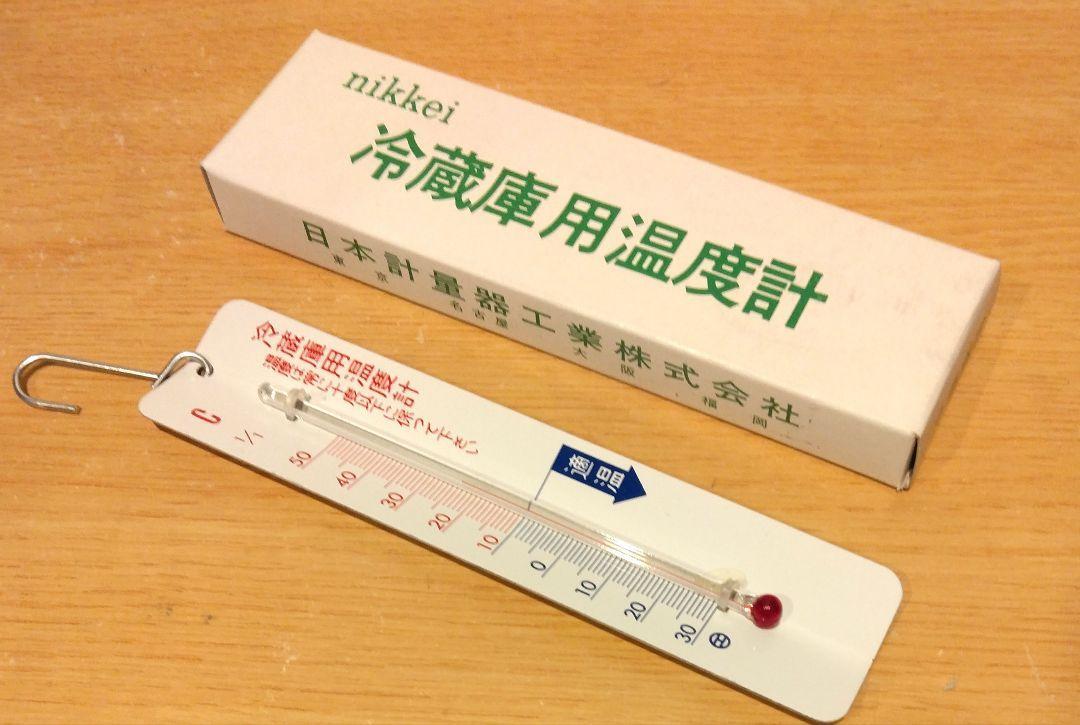 nikkei
冷蔵庫用温度計
日本計量器工業株式会社
東京 名古屋 大阪 福岡
冷蔵庫用温度計
温度は常に十度以下に保って下さい
C
1/1
適温
50
40
30
20
10
0
10
20
30